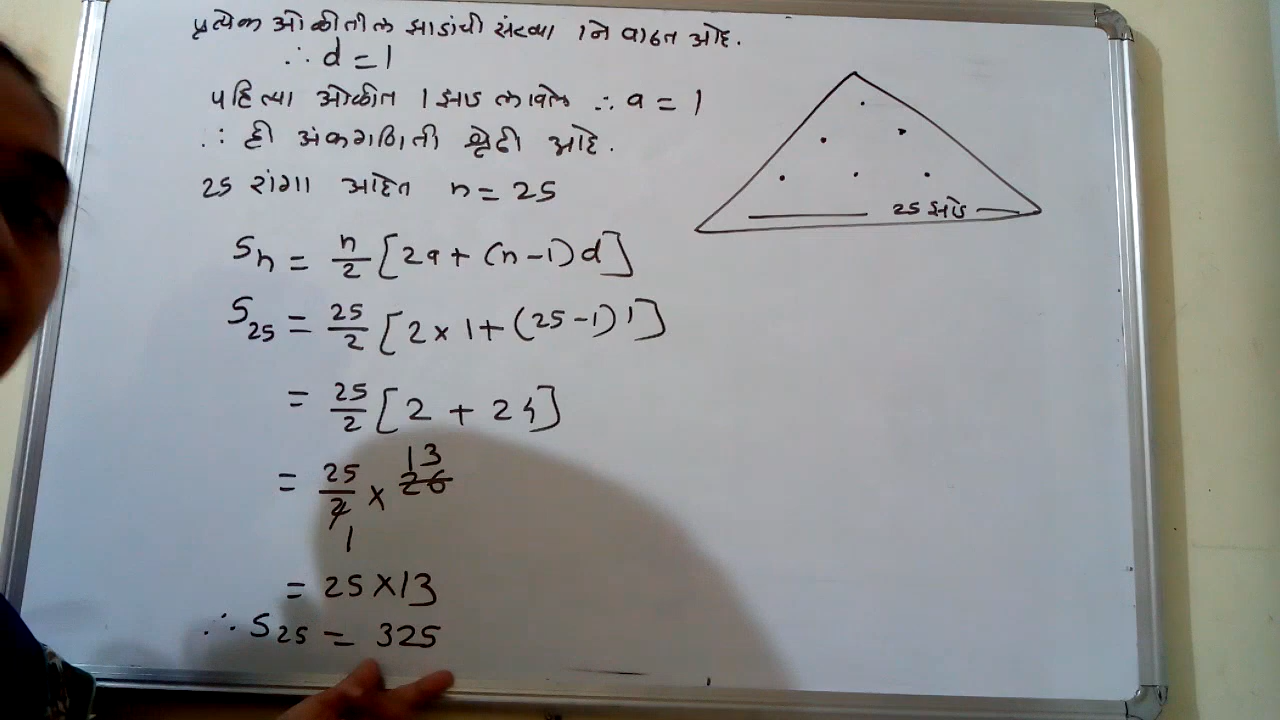 प्रत्येक ओळीतील झाडांची संख्या 1ने वाढत आहे.
∴ d = 1
पहिल्या ओळीत 1 झाड लावले ∴ a = 1
∴ ही अंकगणिती श्रेढी आहे.
25 रांगा आहेत n = 25
25 झाडे
Sn = n/2 [2a + (n-1)d]
S25 = 25/2 [2 × 1 + (25-1) 1]
= 25/2 [2 + 24]
= 25/2 × 26 13
1
= 25 × 13
∴ S25 = 325